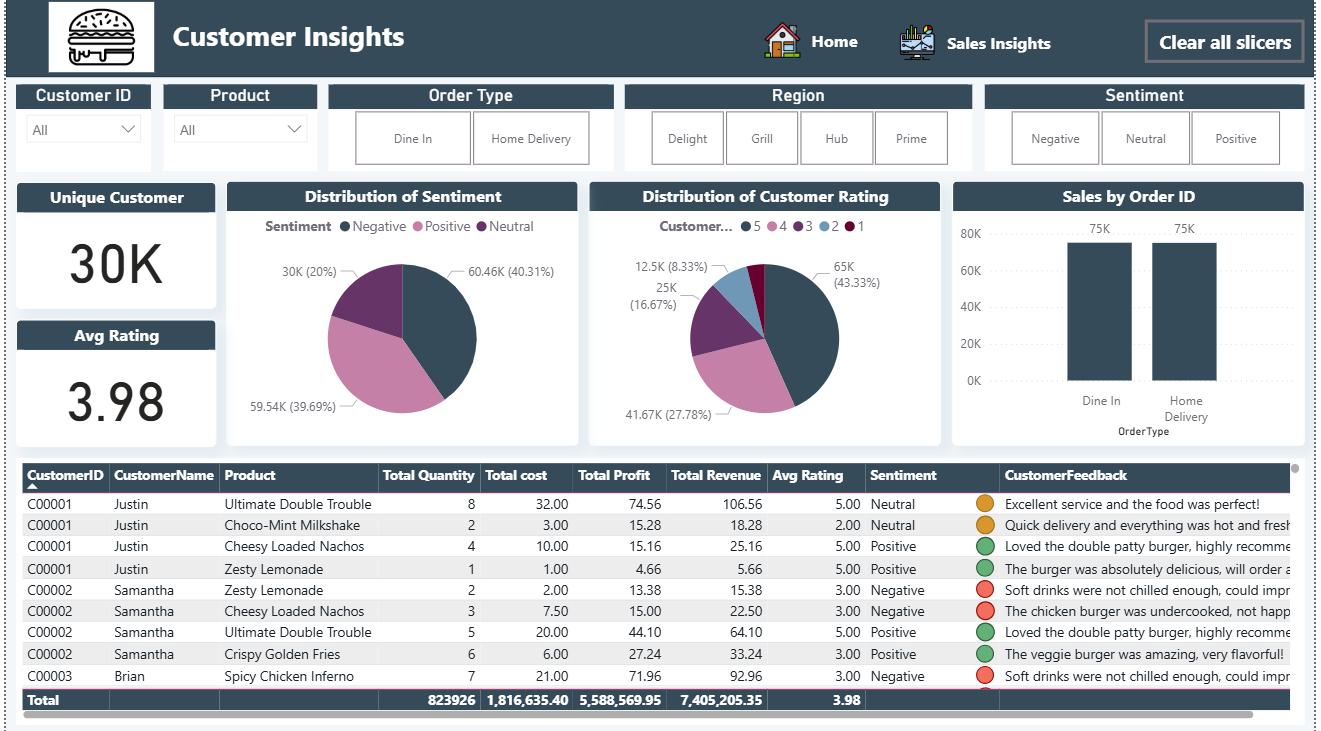 Customer Insights
Home
Sales Insights
Clear all slicers
Customer ID
Product
Order Type
Region
Sentiment
All
All
Dine In
Home Delivery
Delight
Grill
Hub
Prime
Negative
Neutral
Positive
Unique Customer
30K
Avg Rating
3.98
Distribution of Sentiment
Sentiment Negative Positive Neutral
30K (20%)
60.46K (40.31%)
59.54K (39.69%)
Distribution of Customer Rating
Customer... 5 4 3 2 1
12.5K (8.33%)
65K
(43.33%)
25K
(16.67%)
41.67K (27.78%)
Sales by Order ID
80K
60K
40K
20K
0K
75K
75K
Dine In
Home
Delivery
OrderType
CustomerID CustomerName Product Total Quantity Total cost Total Profit Total Revenue Avg Rating Sentiment CustomerFeedback
C00001 Justin Ultimate Double Trouble 8 32.00 74.56 106.56 5.00 Neutral Excellent service and the food was perfect!
C00001 Justin Choco-Mint Milkshake 2 3.00 15.28 18.28 2.00 Neutral Quick delivery and everything was hot and fresh
C00001 Justin Cheesy Loaded Nachos 4 10.00 15.16 25.16 5.00 Positive Loved the double patty burger, highly recomme
C00001 Justin Zesty Lemonade 1 1.00 4.66 5.66 5.00 Positive The burger was absolutely delicious, will order a
C00002 Samantha Zesty Lemonade 2 2.00 13.38 15.38 3.00 Negative Soft drinks were not chilled enough, could impr
C00002 Samantha Cheesy Loaded Nachos 3 7.50 15.00 22.50 3.00 Negative The chicken burger was undercooked, not happ
C00002 Samantha Ultimate Double Trouble 5 20.00 44.10 64.10 5.00 Positive Loved the double patty burger, highly recomme
C00002 Samantha Crispy Golden Fries 6 6.00 27.24 33.24 3.00 Positive The veggie burger was amazing, very flavorful!
C00003 Brian Spicy Chicken Inferno 7 21.00 71.96 92.96 3.00 Negative Soft drinks were not chilled enough, could impr
Total 823926 1,816,635.40 5,588,569.95 7,405,205.35 3.98